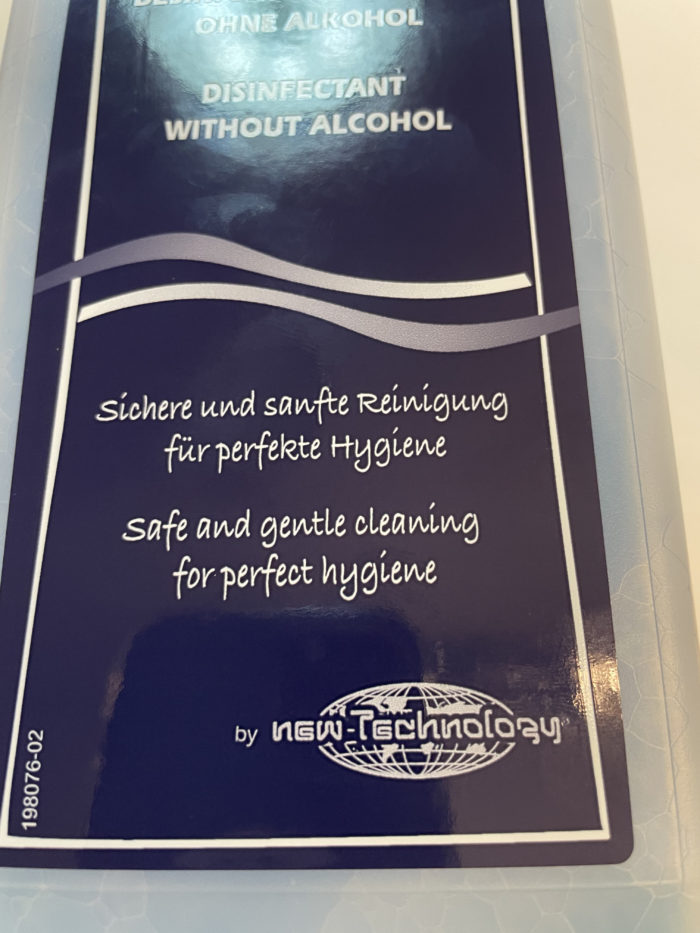 OHNE ALKOHOL
DISINFECTANT
WITHOUT ALCOHOL
Sichere und sanfte Reinigung
für perfekte Hygiene
Safe and gentle cleaning
for perfect hygiene
by new-Technology
198076-02